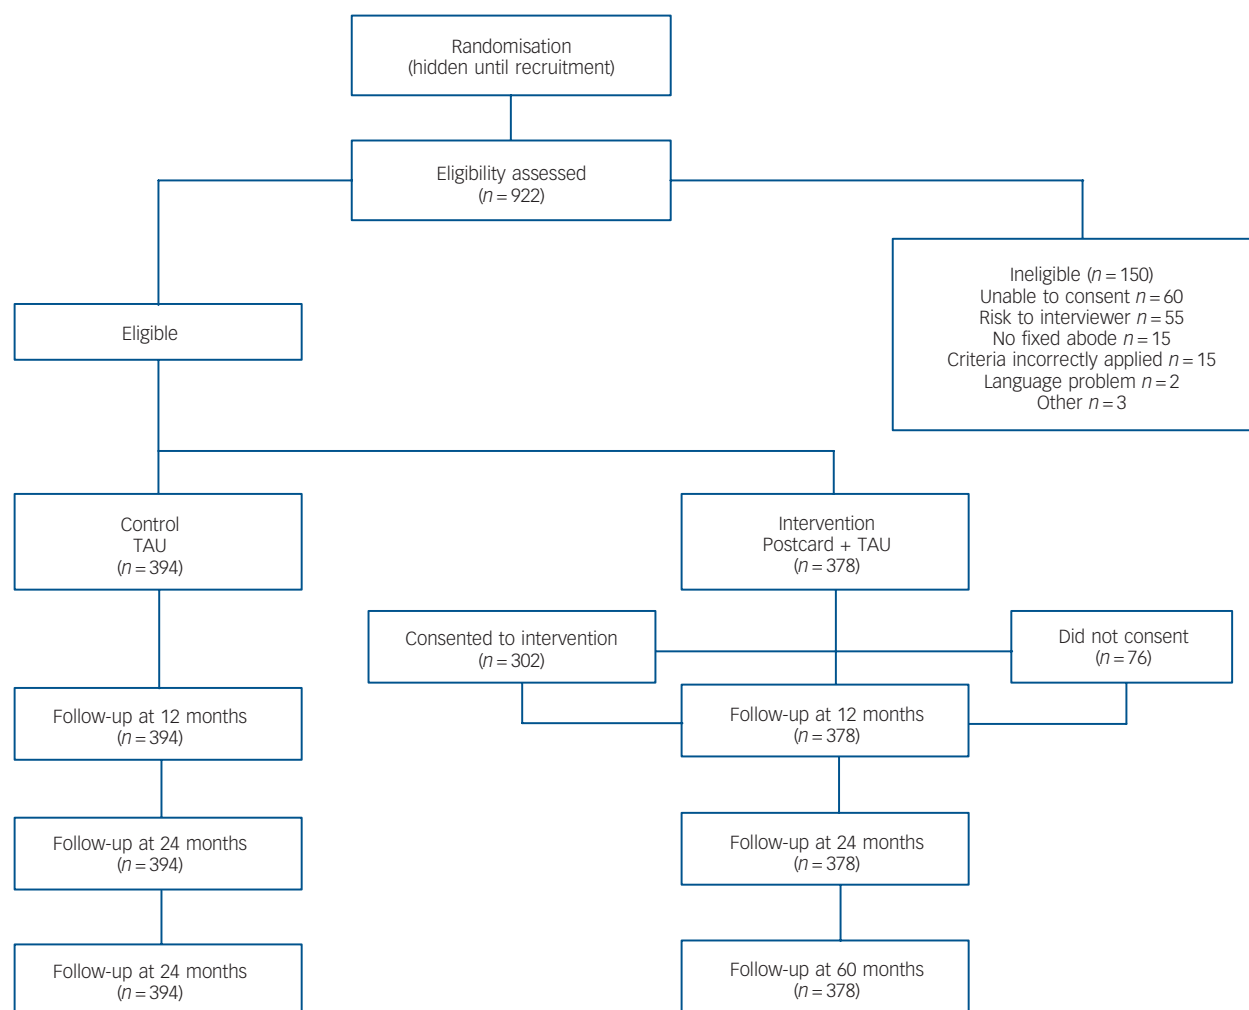 Randomisation
(hidden until recruitment)
Eligibility assessed
(n = 922)
Ineligible (n = 150)
Unable to consent n = 60
Risk to interviewer n = 55
No fixed abode n = 15
Criteria incorrectly applied n = 15
Language problem n = 2
Other n = 3
Eligible
Control
TAU
(n = 394)
Intervention
Postcard + TAU
(n = 378)
Consented to intervention
(n = 302)
Did not consent
(n = 76)
Follow-up at 12 months
(n = 394)
Follow-up at 12 months
(n = 378)
Follow-up at 24 months
(n = 394)
Follow-up at 24 months
(n = 378)
Follow-up at 24 months
(n = 394)
Follow-up at 60 months
(n = 378)